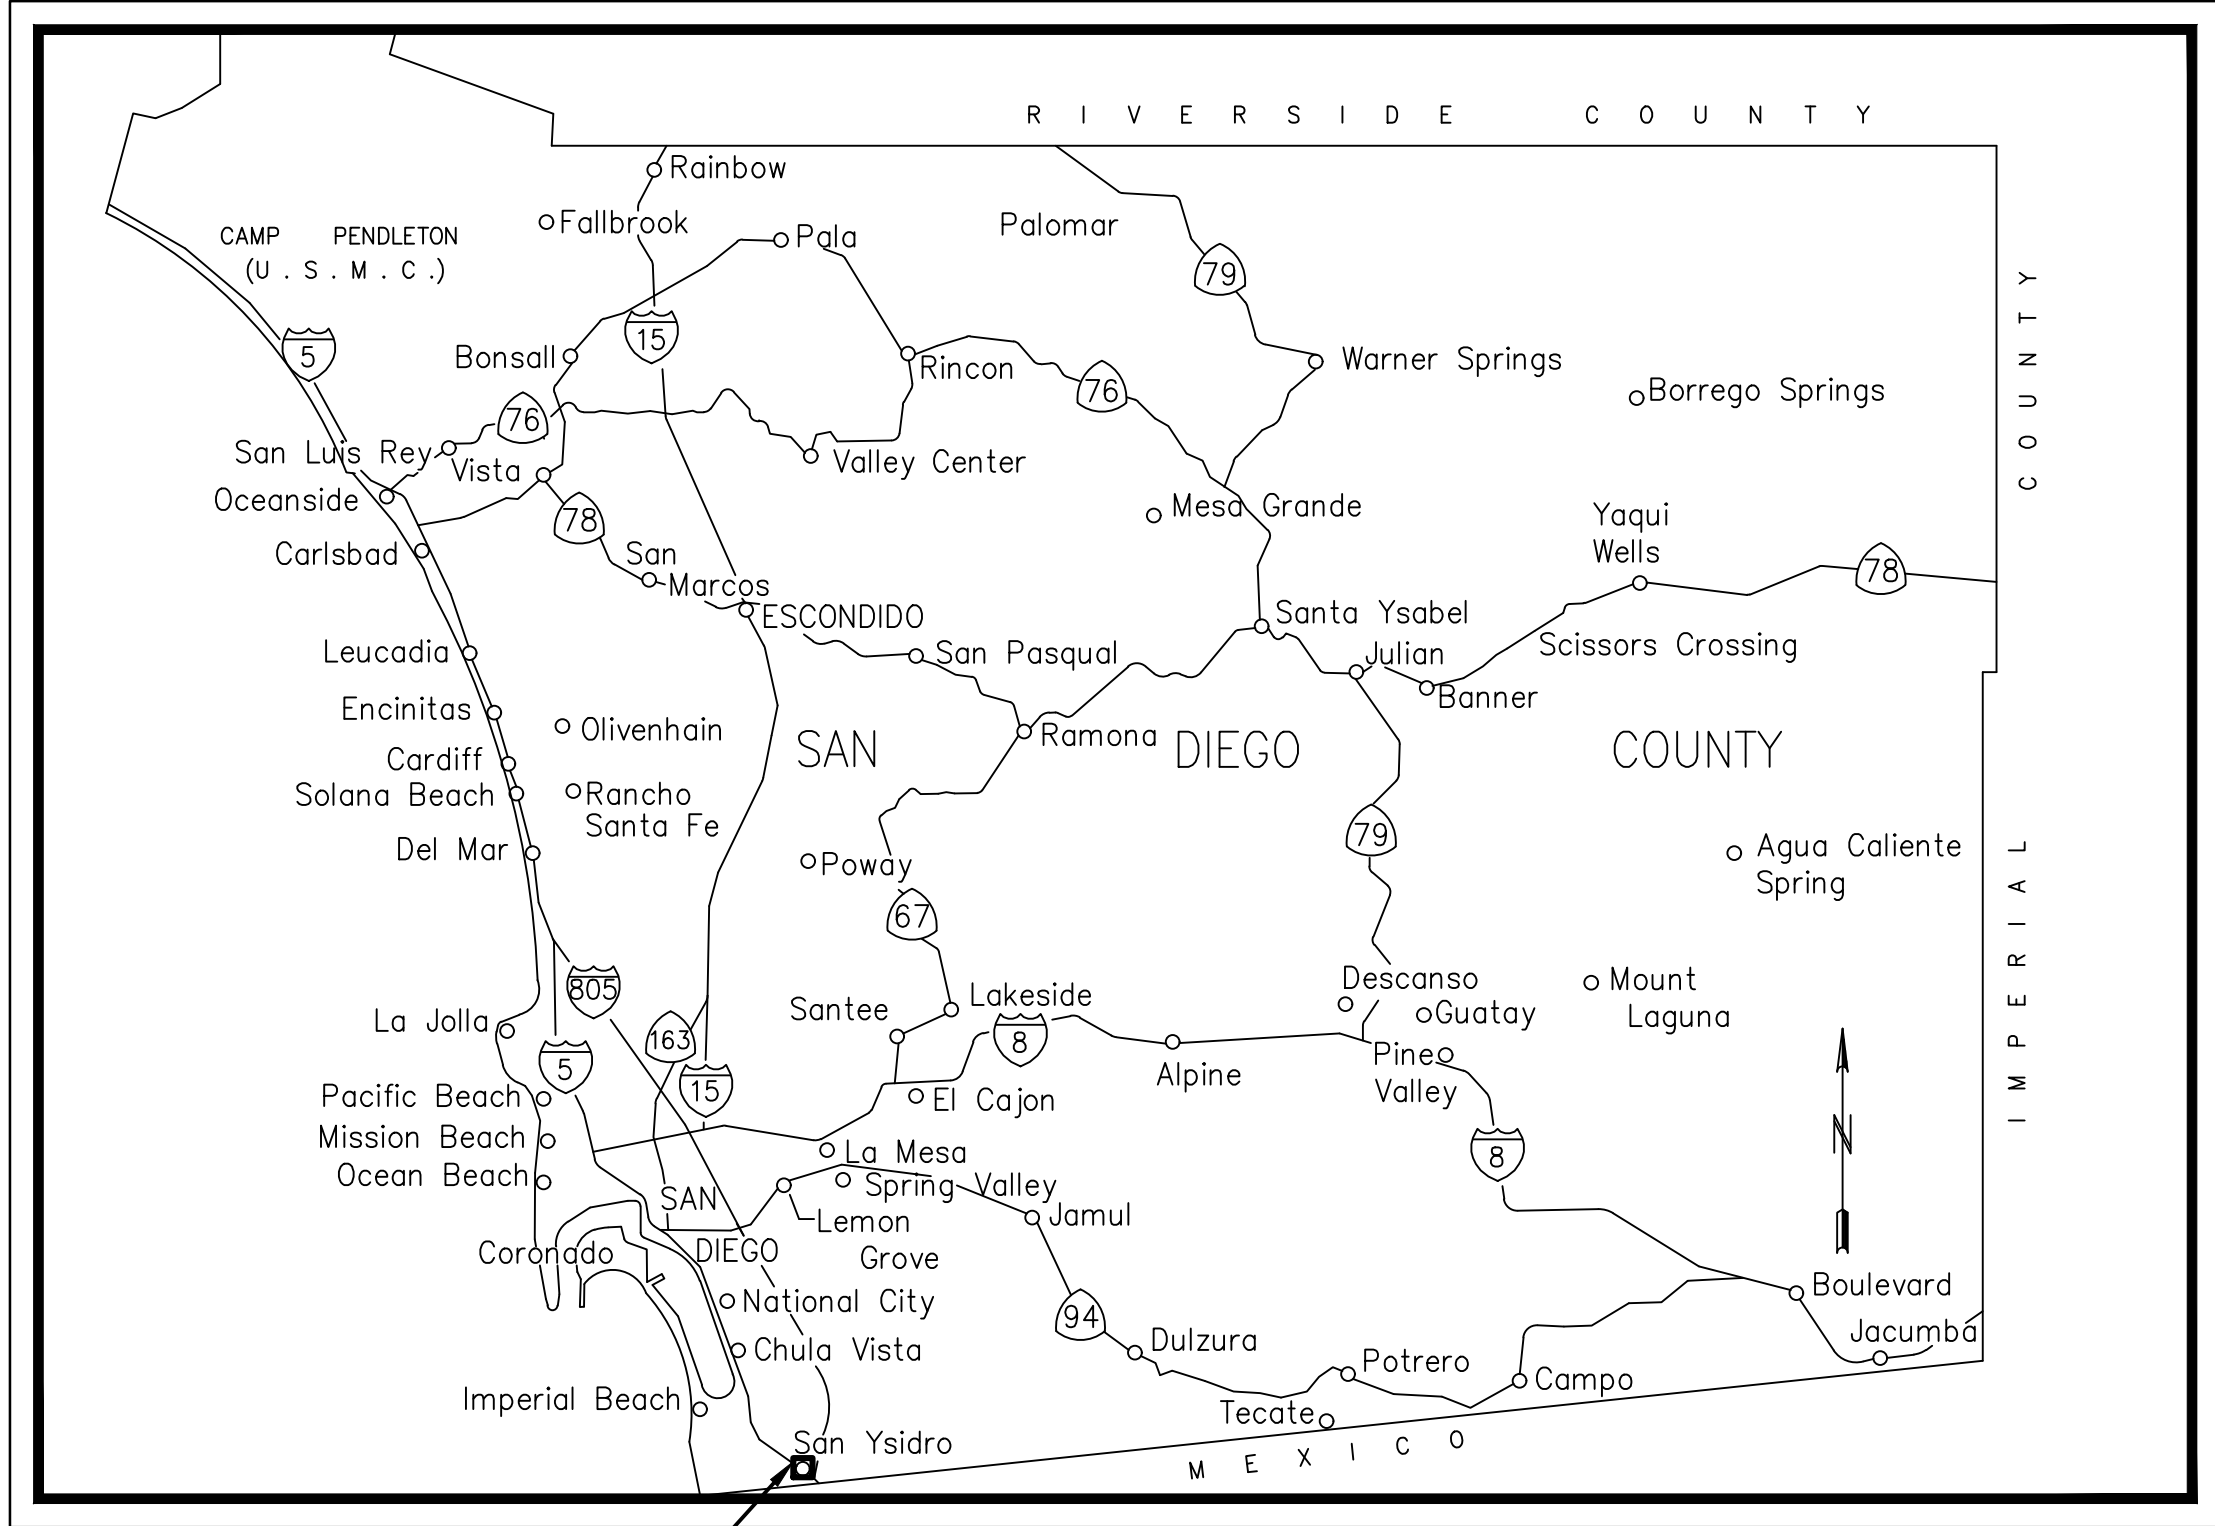 RIVERSIDE COUNTY
Rainbow
Fallbrook
Palomar
CAMP PENDLETON
(U.S.M.C.)
Pala
79
5
15
COUNTY
Bonsall
Rincon
Warner Springs
76
76
Borrego Springs
San Luis Rey
Vista
Valley Center
Oceanside
78
Mesa Grande
Yaqui
Wells
Carlsbad
San
Marcos
78
ESCONDIDO
Santa Ysabel
Leucadia
San Pasqual
Julian
Scissors Crossing
Banner
Encinitas
Olivenhain
Ramona
SAN DIEGO COUNTY
Cardiff
Solana Beach
Rancho
Santa Fe
Del Mar
79
Poway
Agua Caliente
Spring
67
IMPERIAL
805
Descanso
Mount
Laguna
Santee
Lakeside
Guatay
La Jolla
163
8
5
Pine
Valley
15
Alpine
Pacific Beach
El Cajon
N
Mission Beach
La Mesa
8
Ocean Beach
Spring Valley
SAN
DIEGO
Lemon
Grove
Jamul
Coronado
National City
Boulevard
94
Chula Vista
Dulzura
Jacumba
Potrero
Campo
Imperial Beach
Tecate
San Ysidro
MEXICO